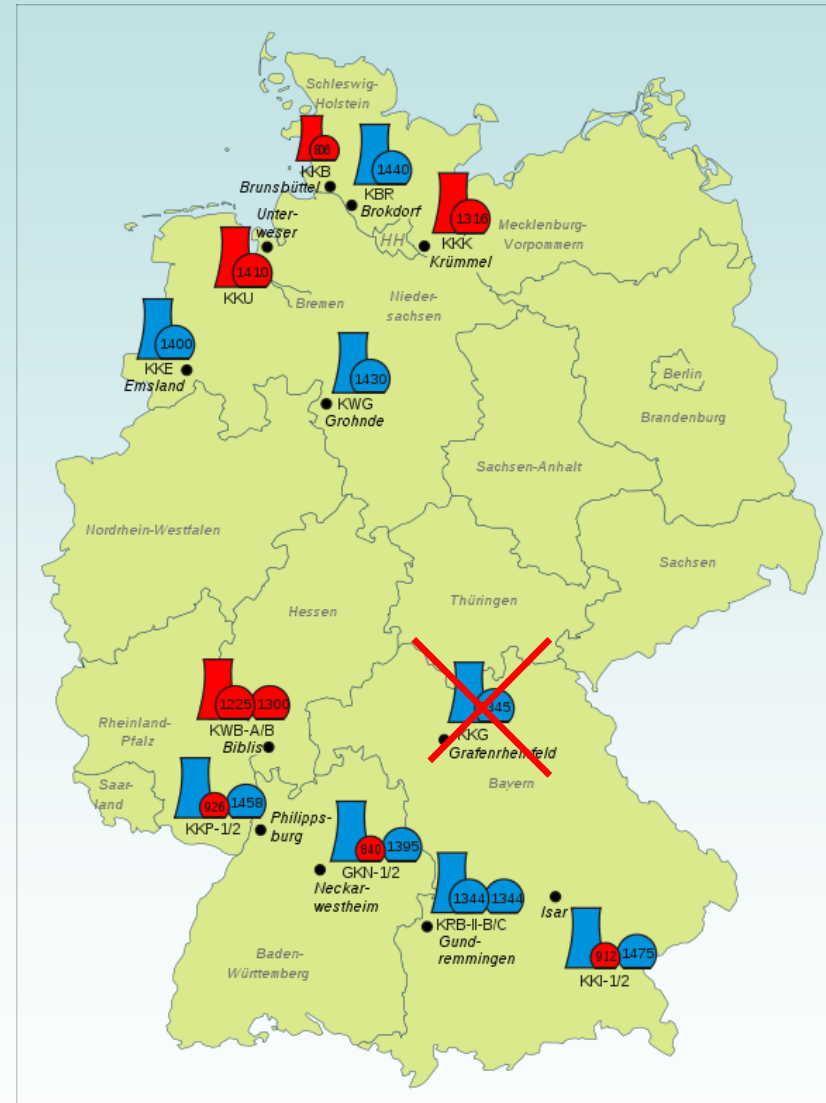 Schleswig-
Holstein
806
KKB
Brunsbüttel
1440
KBR
Brokdorf
Unter-
weser
HH
1316
KKK
Krümmel
Mecklenburg-
Vorpommern
1410
KKU
Bremen
Nieder-
sachsen
1400
KKE
Emsland
1430
KWG
Grohnde
Berlin
Brandenburg
Sachsen-Anhalt
Nordrhein-Westfalen
Sachsen
Thüringen
Hessen
1225 1300
KWB-A/B
Biblis
Rheinland-
Pfalz
KKG
Grafenrheinfeld
Bayern
Saar-
land
926 1458
KKP-1/2
Philipps-
burg
840 1395
GKN-1/2
Neckar-
westheim
1344 1344
KRB-II-B/C
Gund-
remmingen
Isar
912 1475
KKI-1/2
Baden-
Württemberg